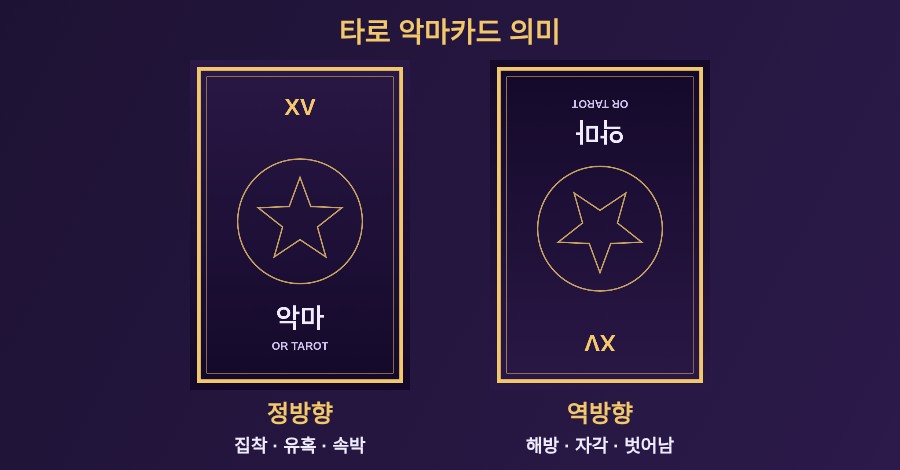 타로 악마카드 의미
XV
악마
OR TAROT
OR TAROT
악마
XV
정방향
집착 · 유혹 · 속박
역방향
해방 · 자각 · 벗어남